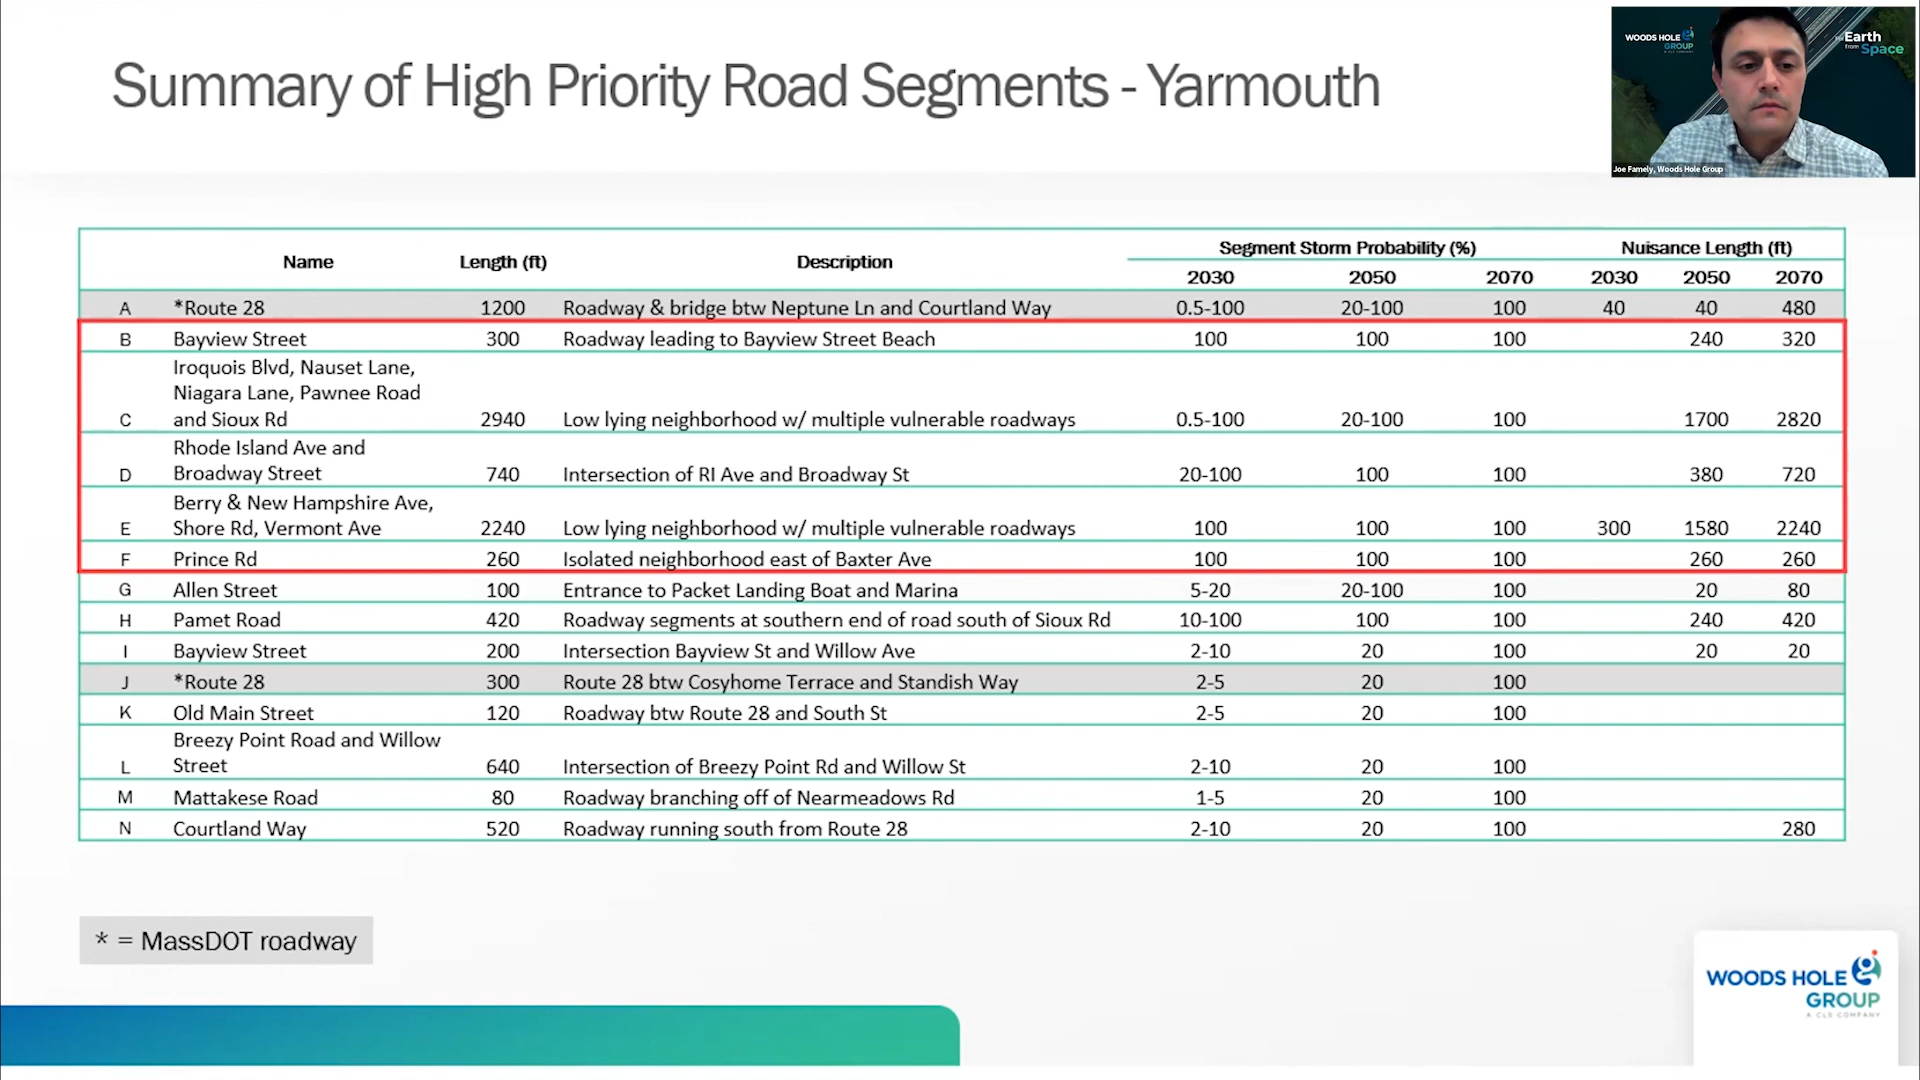 Summary of High Priority Road Segments - Yarmouth
WOODS HOLE
GROUP
A CLS COMPANY
Earth
from Space
Joe Famely, Woods Hole Group
Name Length (ft) Description Segment Storm Probability (%) Nuisance Length (ft)
2030 2050 2070 2030 2050 2070
A *Route 28 1200 Roadway & bridge btw Neptune Ln and Courtland Way 0.5-100 20-100 100 40 40 480
B Bayview Street 300 Roadway leading to Bayview Street Beach 100 100 100 240 320
Iroquois Blvd, Nauset Lane,
Niagara Lane, Pawnee Road
C and Sioux Rd 2940 Low lying neighborhood w/ multiple vulnerable roadways 0.5-100 20-100 100 1700 2820
Rhode Island Ave and
D Broadway Street 740 Intersection of RI Ave and Broadway St 20-100 100 100 380 720
Berry & New Hampshire Ave,
E Shore Rd, Vermont Ave 2240 Low lying neighborhood w/ multiple vulnerable roadways 100 100 100 300 1580 2240
F Prince Rd 260 Isolated neighborhood east of Baxter Ave 100 100 100 260 260
G Allen Street 100 Entrance to Packet Landing Boat and Marina 5-20 20-100 100 20 80
H Pamet Road 420 Roadway segments at southern end of road south of Sioux Rd 10-100 100 100 240 420
I Bayview Street 200 Intersection Bayview St and Willow Ave 2-10 20 100 20 20
J *Route 28 300 Route 28 btw Cosyhome Terrace and Standish Way 2-5 20 100
K Old Main Street 120 Roadway btw Route 28 and South St 2-5 20 100
Breezy Point Road and Willow
L Street 640 Intersection of Breezy Point Rd and Willow St 2-10 20 100
M Mattakese Road 80 Roadway branching off of Nearmeadows Rd 1-5 20 100
N Courtland Way 520 Roadway running south from Route 28 2-10 20 100 280
* = MassDOT roadway
WOODS HOLE
GROUP
A CLS COMPANY